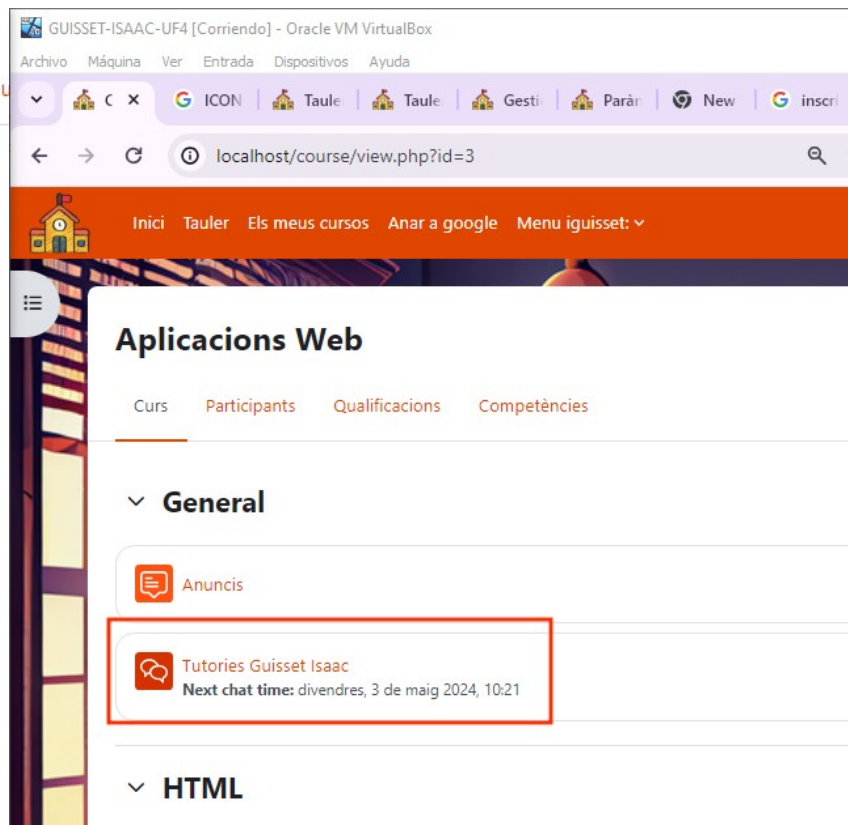 GUISSET-ISAAC-UF4 [Corriendo] - Oracle VM VirtualBox
Archivo Máquina Ver Entrada Dispositivos Ayuda
C ICON Taule Taule Gesti Paràm New inscri
localhost/course/view.php?id=3
Inici Tauler Els meus cursos Anar a google Menu iguisset:
Aplicacions Web
Curs Participants Qualificacions Competències
General
Anuncis
Tutories Guisset Isaac
Next chat time: divendres, 3 de maig 2024, 10:21
HTML